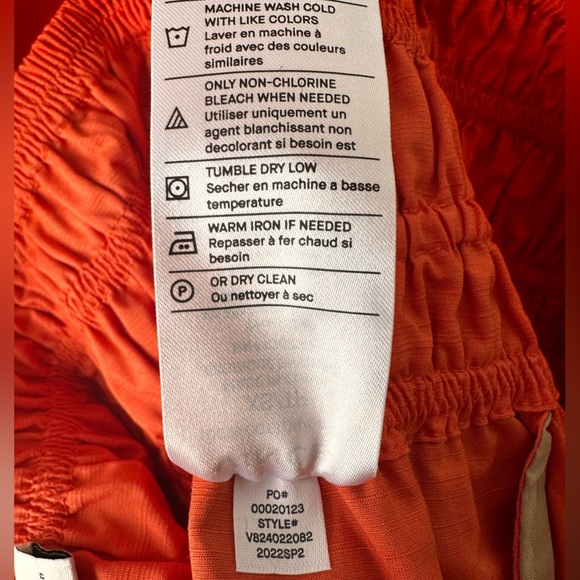 MACHINE WASH COLD
WITH LIKE COLORS
Laver en machine à
froid avec des couleurs
similaires
ONLY NON-CHLORINE
BLEACH WHEN NEEDED
Utiliser uniquement un
agent blanchissant non
decolorant si besoin est
TUMBLE DRY LOW
Secher en machine a basse
temperature
WARM IRON IF NEEDED
Repasser à fer chaud si
besoin
P
OR DRY CLEAN
Ou nettoyer à sec
PO#
00020123
STYLE#
V824022082
2022SP2